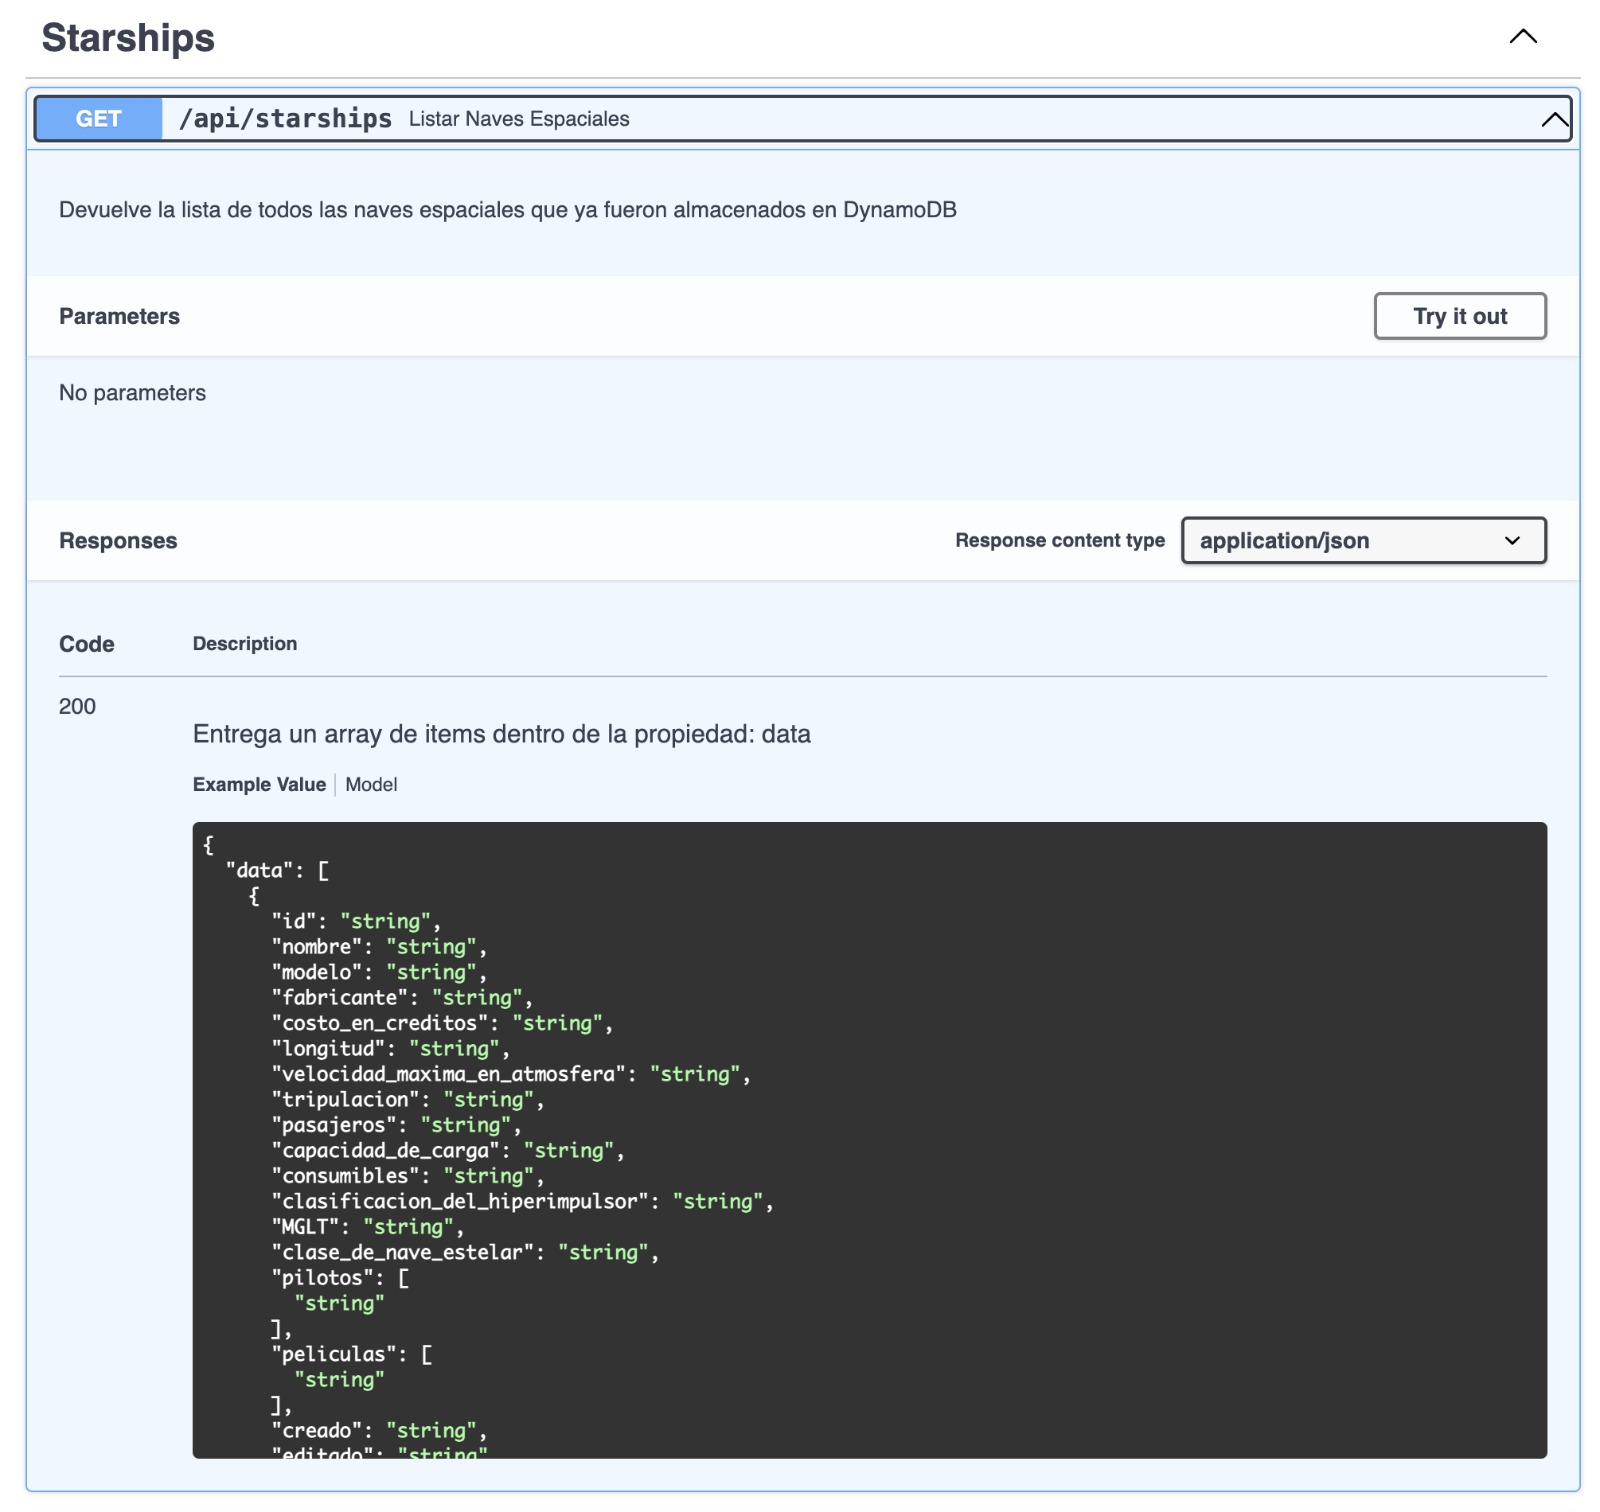 Starships
GET /api/starships Listar Naves Espaciales
Devuelve la lista de todos las naves espaciales que ya fueron almacenados en DynamoDB
Parameters Try it out
No parameters
Responses Response content type application/json
Code Description
200
Entrega un array de items dentro de la propiedad: data
Example Value Model
{
  "data": [
    {
      "id": "string",
      "nombre": "string",
      "modelo": "string",
      "fabricante": "string",
      "costo_en_creditos": "string",
      "longitud": "string",
      "velocidad_maxima_en_atmosfera": "string",
      "tripulacion": "string",
      "pasajeros": "string",
      "capacidad_de_carga": "string",
      "consumibles": "string",
      "clasificacion_del_hiperimpulsor": "string",
      "MGLT": "string",
      "clase_de_nave_estelar": "string",
      "pilotos": [
        "string"
      ],
      "peliculas": [
        "string"
      ],
      "creado": "string",
      "editado": "string"